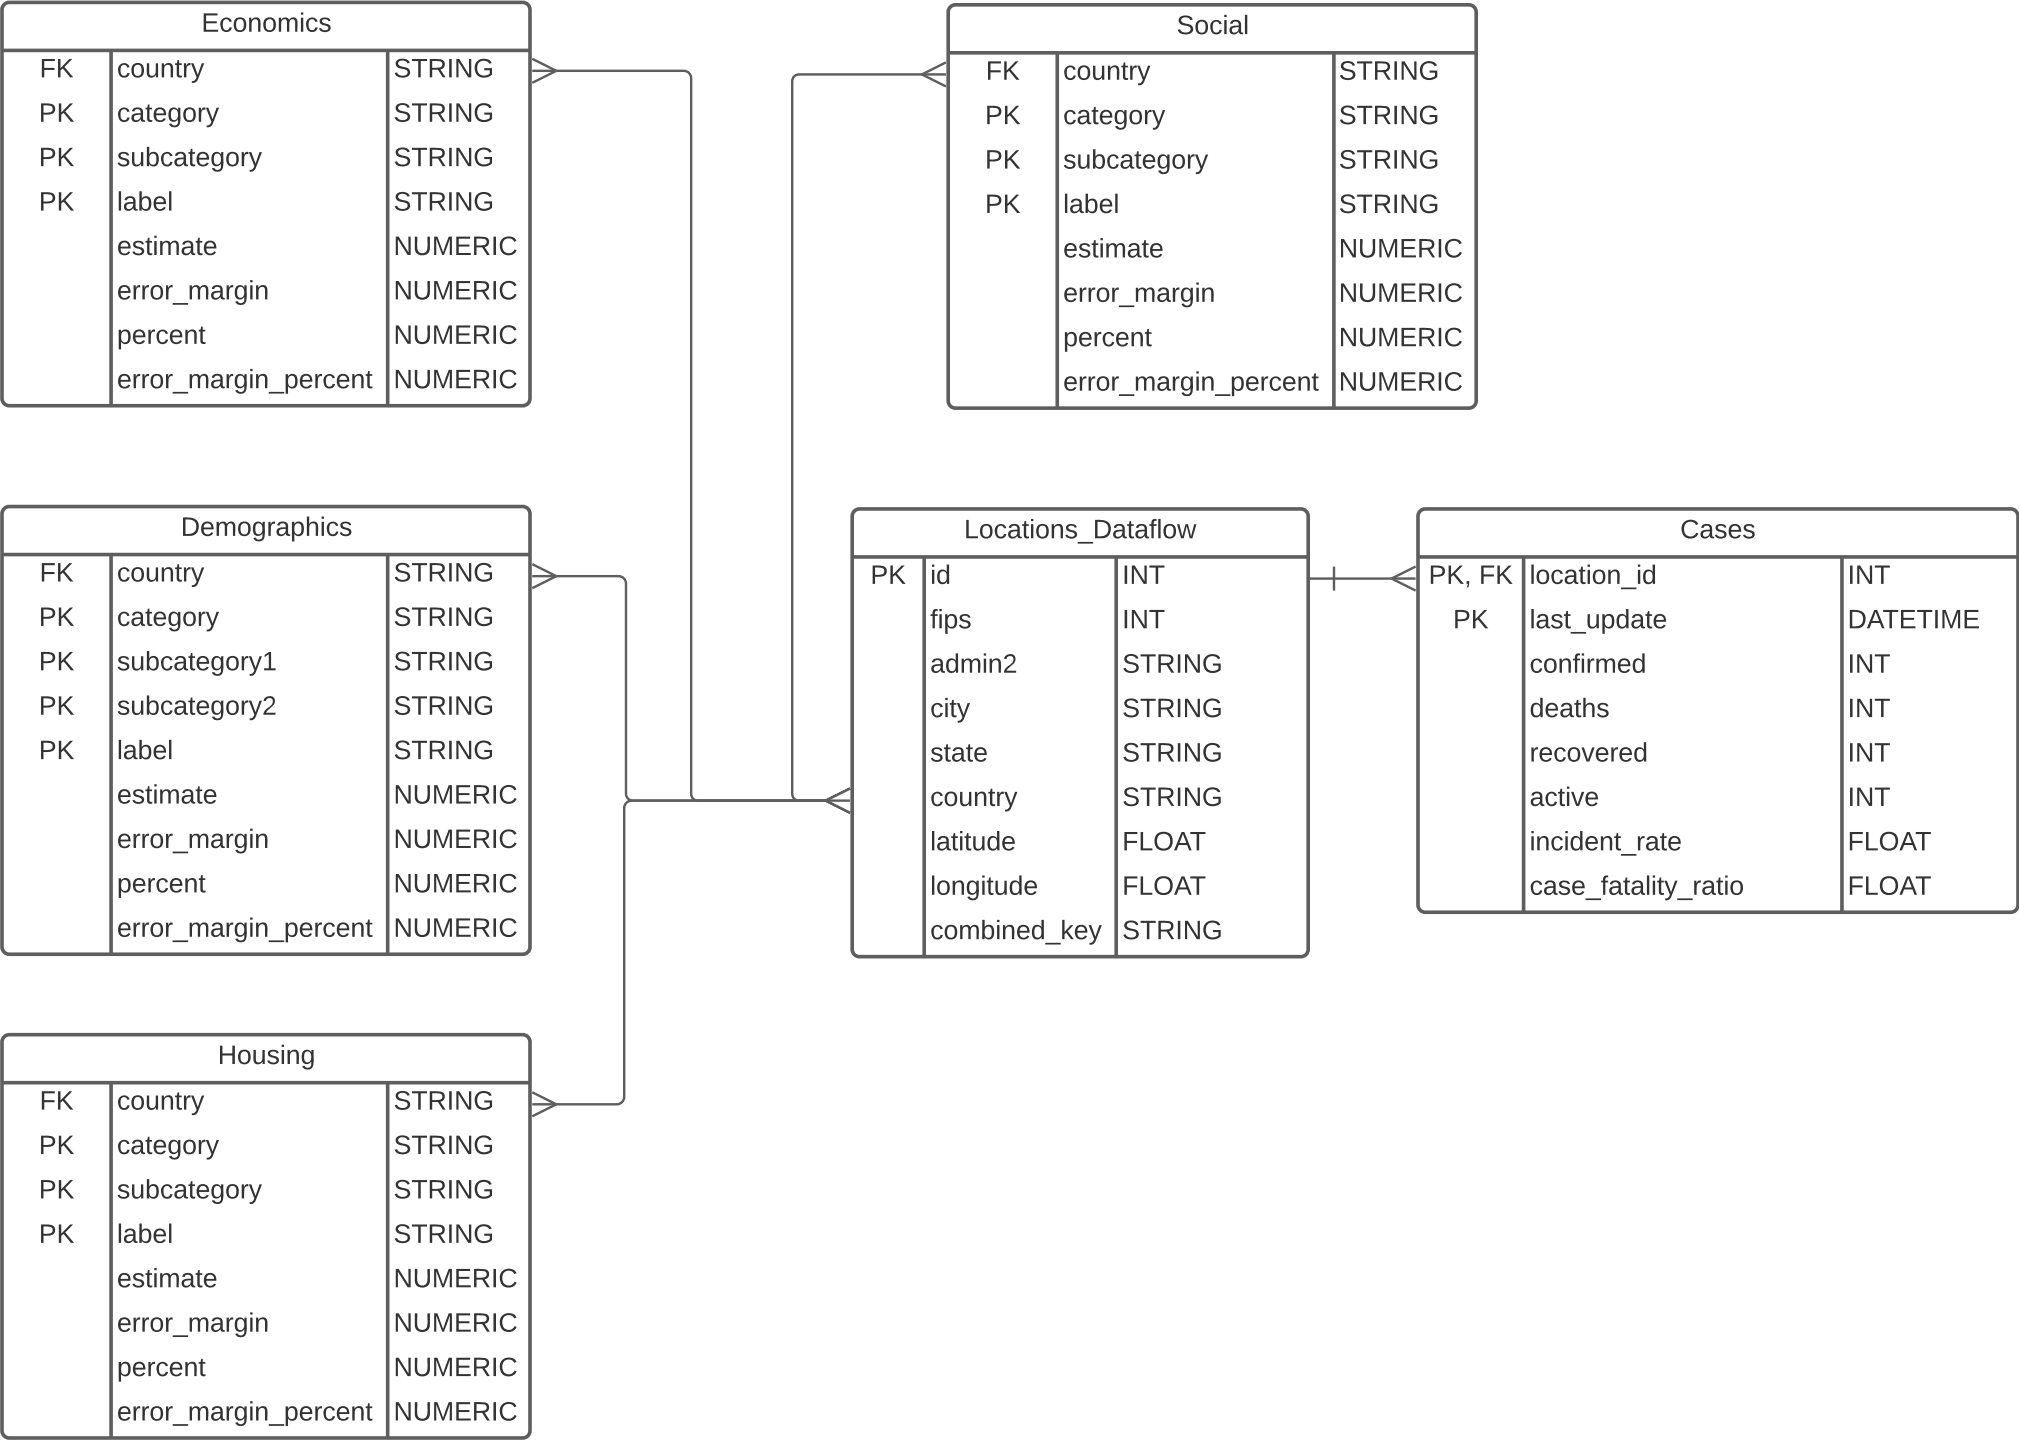 Economics
FK country STRING
PK category STRING
PK subcategory STRING
PK label STRING
estimate NUMERIC
error_margin NUMERIC
percent NUMERIC
error_margin_percent NUMERIC
Social
FK country STRING
PK category STRING
PK subcategory STRING
PK label STRING
estimate NUMERIC
error_margin NUMERIC
percent NUMERIC
error_margin_percent NUMERIC
Demographics
FK country STRING
PK category STRING
PK subcategory1 STRING
PK subcategory2 STRING
PK label STRING
estimate NUMERIC
error_margin NUMERIC
percent NUMERIC
error_margin_percent NUMERIC
Locations_Dataflow
PK id INT
fips INT
admin2 STRING
city STRING
state STRING
country STRING
latitude FLOAT
longitude FLOAT
combined_key STRING
Cases
PK, FK location_id INT
PK last_update DATETIME
confirmed INT
deaths INT
recovered INT
active INT
incident_rate FLOAT
case_fatality_ratio FLOAT
Housing
FK country STRING
PK category STRING
PK subcategory STRING
PK label STRING
estimate NUMERIC
error_margin NUMERIC
percent NUMERIC
error_margin_percent NUMERIC